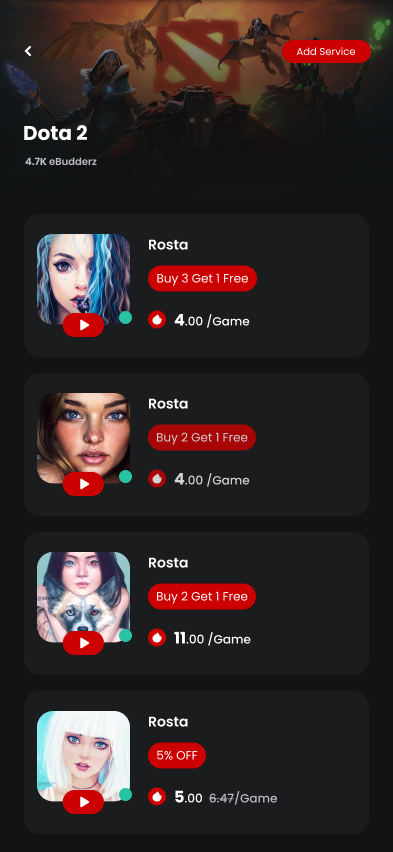 Add Service
Dota 2
4.7K eBudderz
Rosta
Buy 3 Get 1 Free
4.00 /Game
Rosta
Buy 2 Get 1 Free
4.00 /Game
Rosta
Buy 2 Get 1 Free
11.00 /Game
Rosta
5% OFF
5.00 6.47/Game